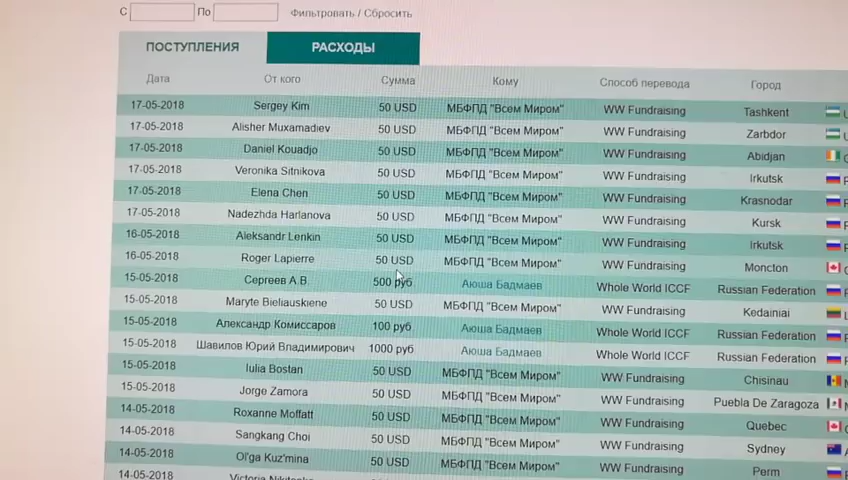 С По Фильтровать / Сбросить
ПОСТУПЛЕНИЯ РАСХОДЫ
Дата От кого Сумма Кому Способ перевода Город
17-05-2018 Sergey Kim 50 USD МБФПД "Всем Миром" WW Fundraising Tashkent
17-05-2018 Alisher Muxamadiev 50 USD МБФПД "Всем Миром" WW Fundraising Zarbdor
17-05-2018 Daniel Kouadjo 50 USD МБФПД "Всем Миром" WW Fundraising Abidjan
17-05-2018 Veronika Sitnikova 50 USD МБФПД "Всем Миром" WW Fundraising Irkutsk
17-05-2018 Elena Chen 50 USD МБФПД "Всем Миром" WW Fundraising Krasnodar
17-05-2018 Nadezhda Harlanova 50 USD МБФПД "Всем Миром" WW Fundraising Kursk
16-05-2018 Aleksandr Lenkin 50 USD МБФПД "Всем Миром" WW Fundraising Irkutsk
16-05-2018 Roger Lapierre 50 USD МБФПД "Всем Миром" WW Fundraising Moncton
15-05-2018 Сергеев А.В. 500 руб Аюша Бадмаев Whole World ICCF Russian Federation
15-05-2018 Maryte Bieliauskiene 50 USD МБФПД "Всем Миром" WW Fundraising Kedainiai
15-05-2018 Александр Комиссаров 100 руб Аюша Бадмаев Whole World ICCF Russian Federation
15-05-2018 Шавилов Юрий Владимирович 1000 руб Аюша Бадмаев Whole World ICCF Russian Federation
15-05-2018 Iulia Bostan 50 USD МБФПД "Всем Миром" WW Fundraising Chisinau
15-05-2018 Jorge Zamora 50 USD МБФПД "Всем Миром" WW Fundraising Puebla De Zaragoza
14-05-2018 Roxanne Moffatt 50 USD МБФПД "Всем Миром" WW Fundraising Quebec
14-05-2018 Sangkang Choi 50 USD МБФПД "Всем Миром" WW Fundraising Sydney
14-05-2018 Ol'ga Kuz'mina 50 USD МБФПД "Всем Миром" WW Fundraising Perm
14-05-2018 Victoria